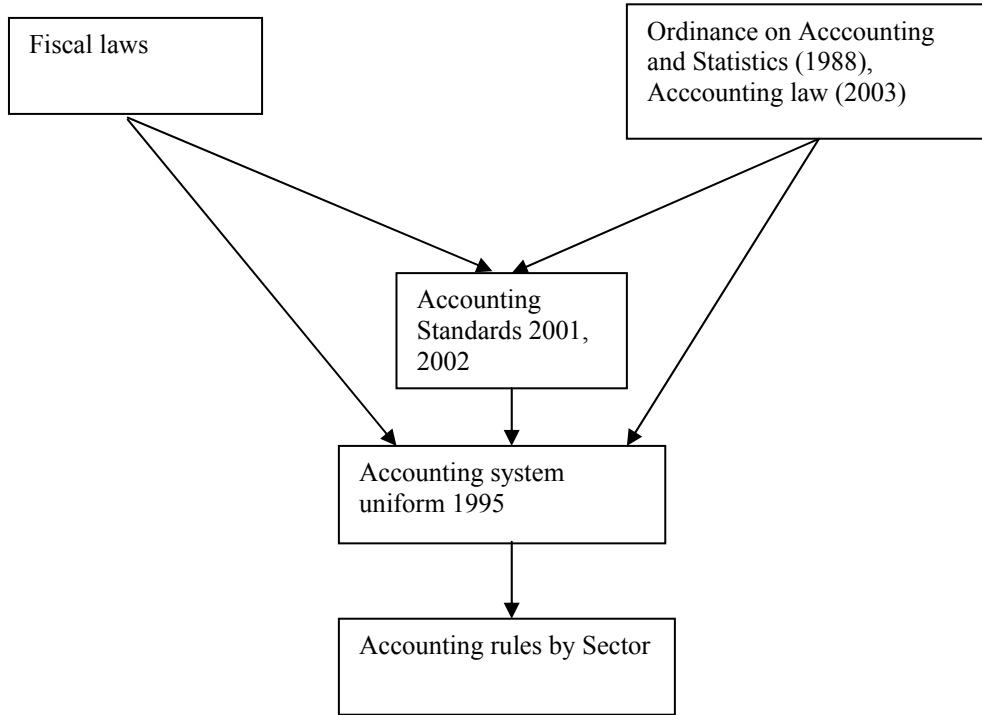 Fiscal laws
Ordinance on Acccounting
and Statistics (1988),
Acccounting law (2003)
Accounting
Standards 2001,
2002
Accounting system
uniform 1995
Accounting rules by Sector